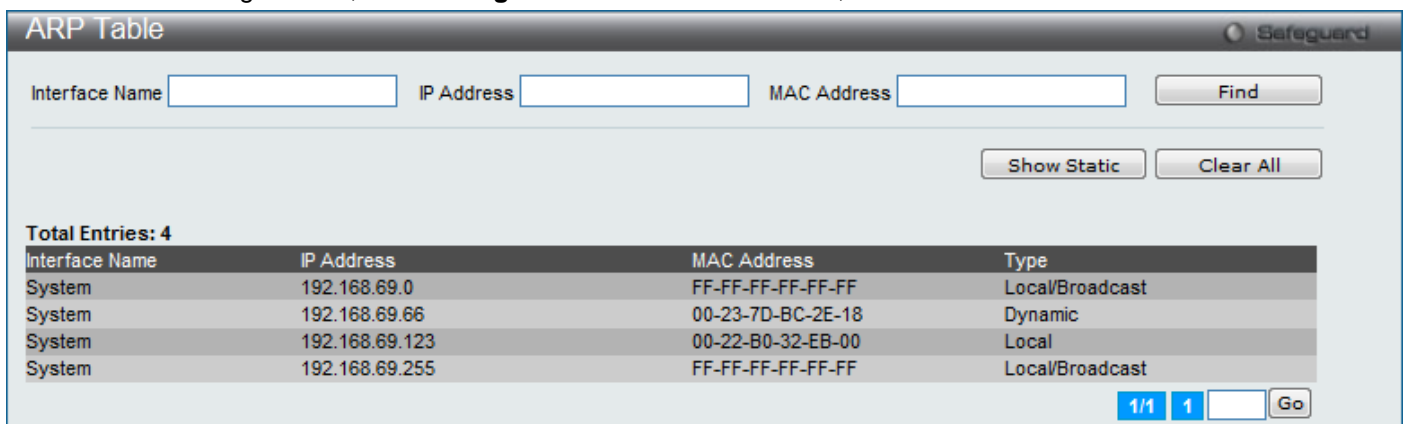 ARP Table Safeguard
Interface Name IP Address MAC Address Find
Show Static Clear All
Total Entries: 4
Interface Name IP Address MAC Address Type
System 192.168.69.0 FF-FF-FF-FF-FF-FF Local/Broadcast
System 192.168.69.66 00-23-7D-BC-2E-18 Dynamic
System 192.168.69.123 00-22-B0-32-EB-00 Local
System 192.168.69.255 FF-FF-FF-FF-FF-FF Local/Broadcast
1/1 1 Go